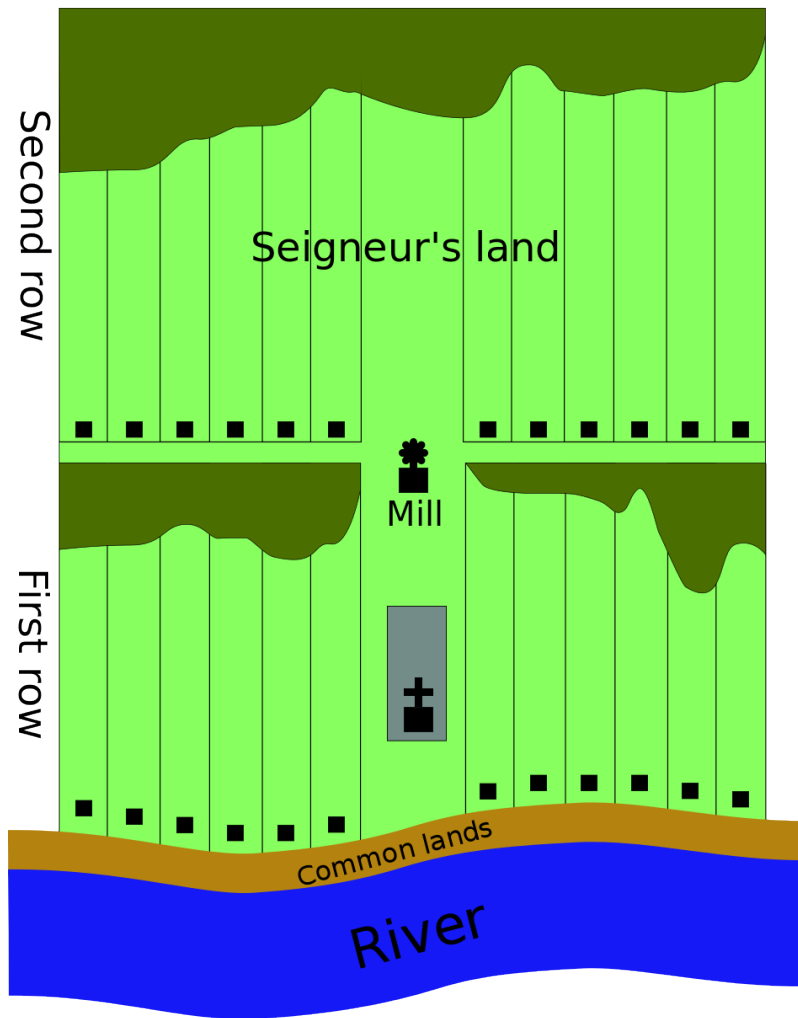 Second row
Seigneur's land
Mill
First row
Common lands
River